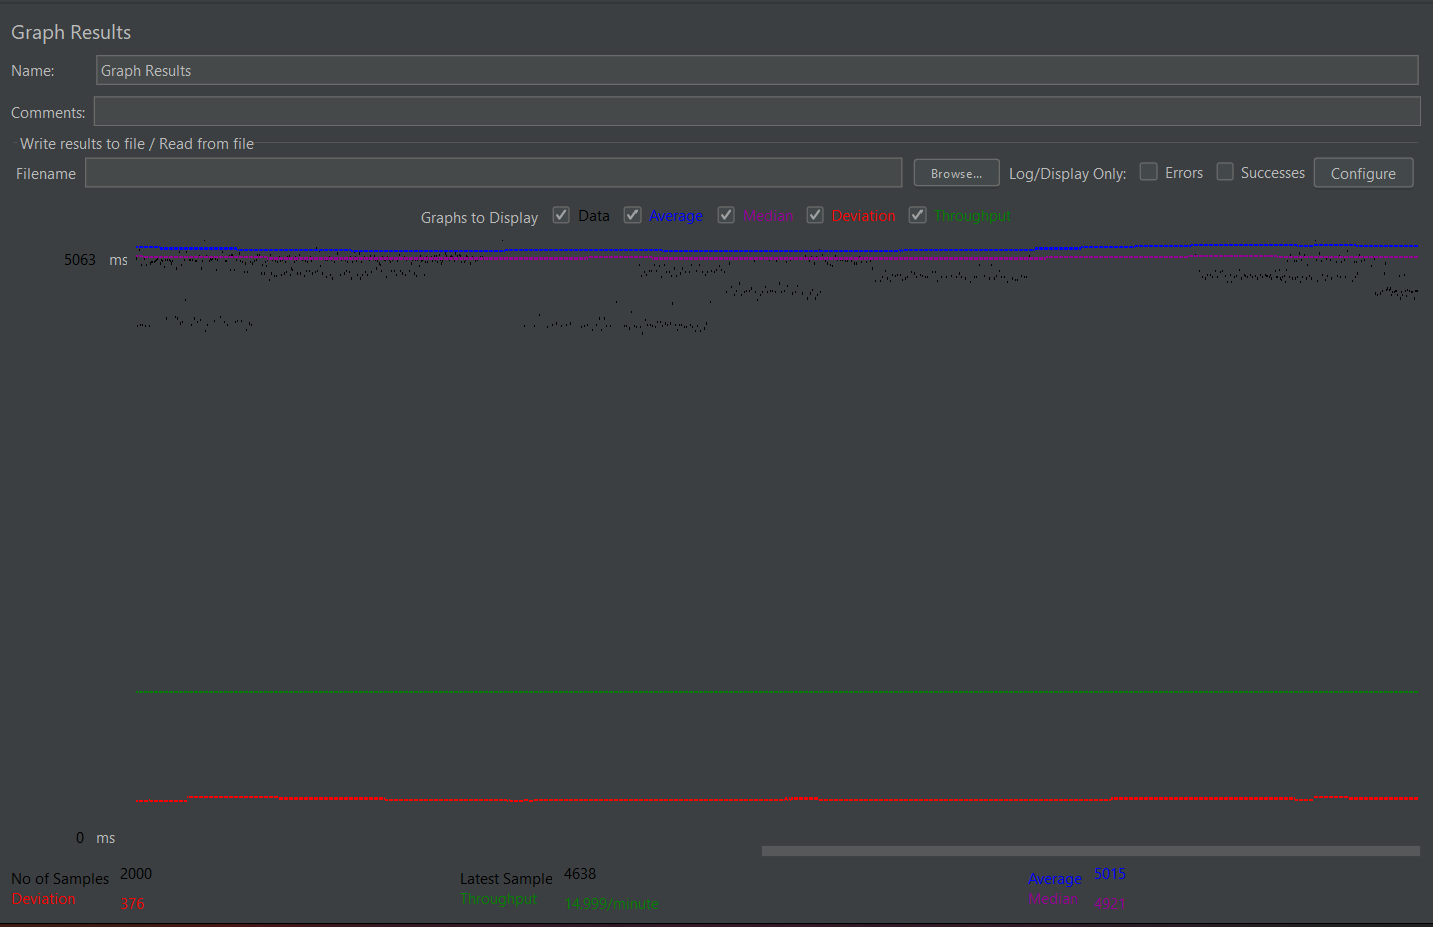 Graph Results
Name: Graph Results
Comments:
Write results to file / Read from file
Filename Browse... Log/Display Only: Errors Successes Configure
Graphs to Display Data Average Median Deviation Throughput
5063 ms
0 ms
No of Samples 2000 Latest Sample 4638 Average 5015
Deviation 376 Throughput 14.999/minute Median 4921